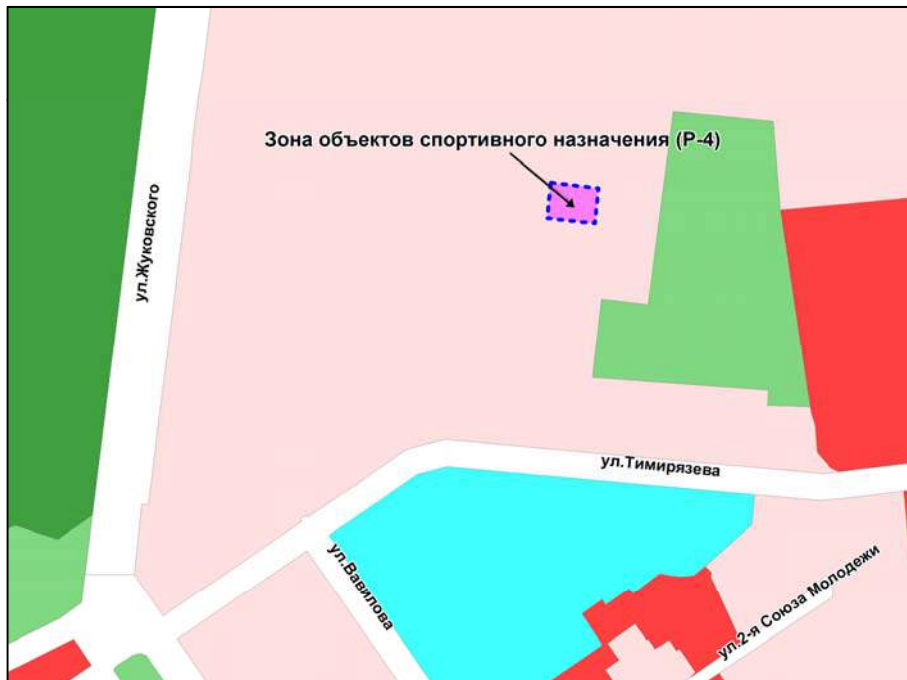 Зона объектов спортивного назначения (Р-4)
ул.Жуковского
ул.Тимирязева
ул.Вавилова
ул.2-я Союза Молодежи